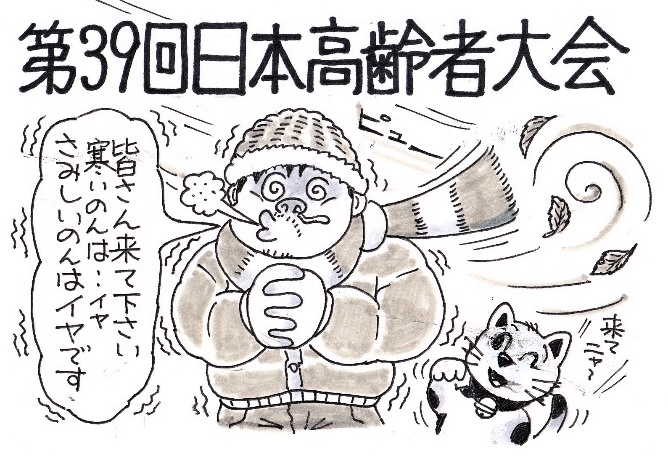 第39回日本高齢者大会
皆さん来て下さい
寒いのんは…イヤ
さみしいのんはイヤです
ピュー
来て
ニャ〜